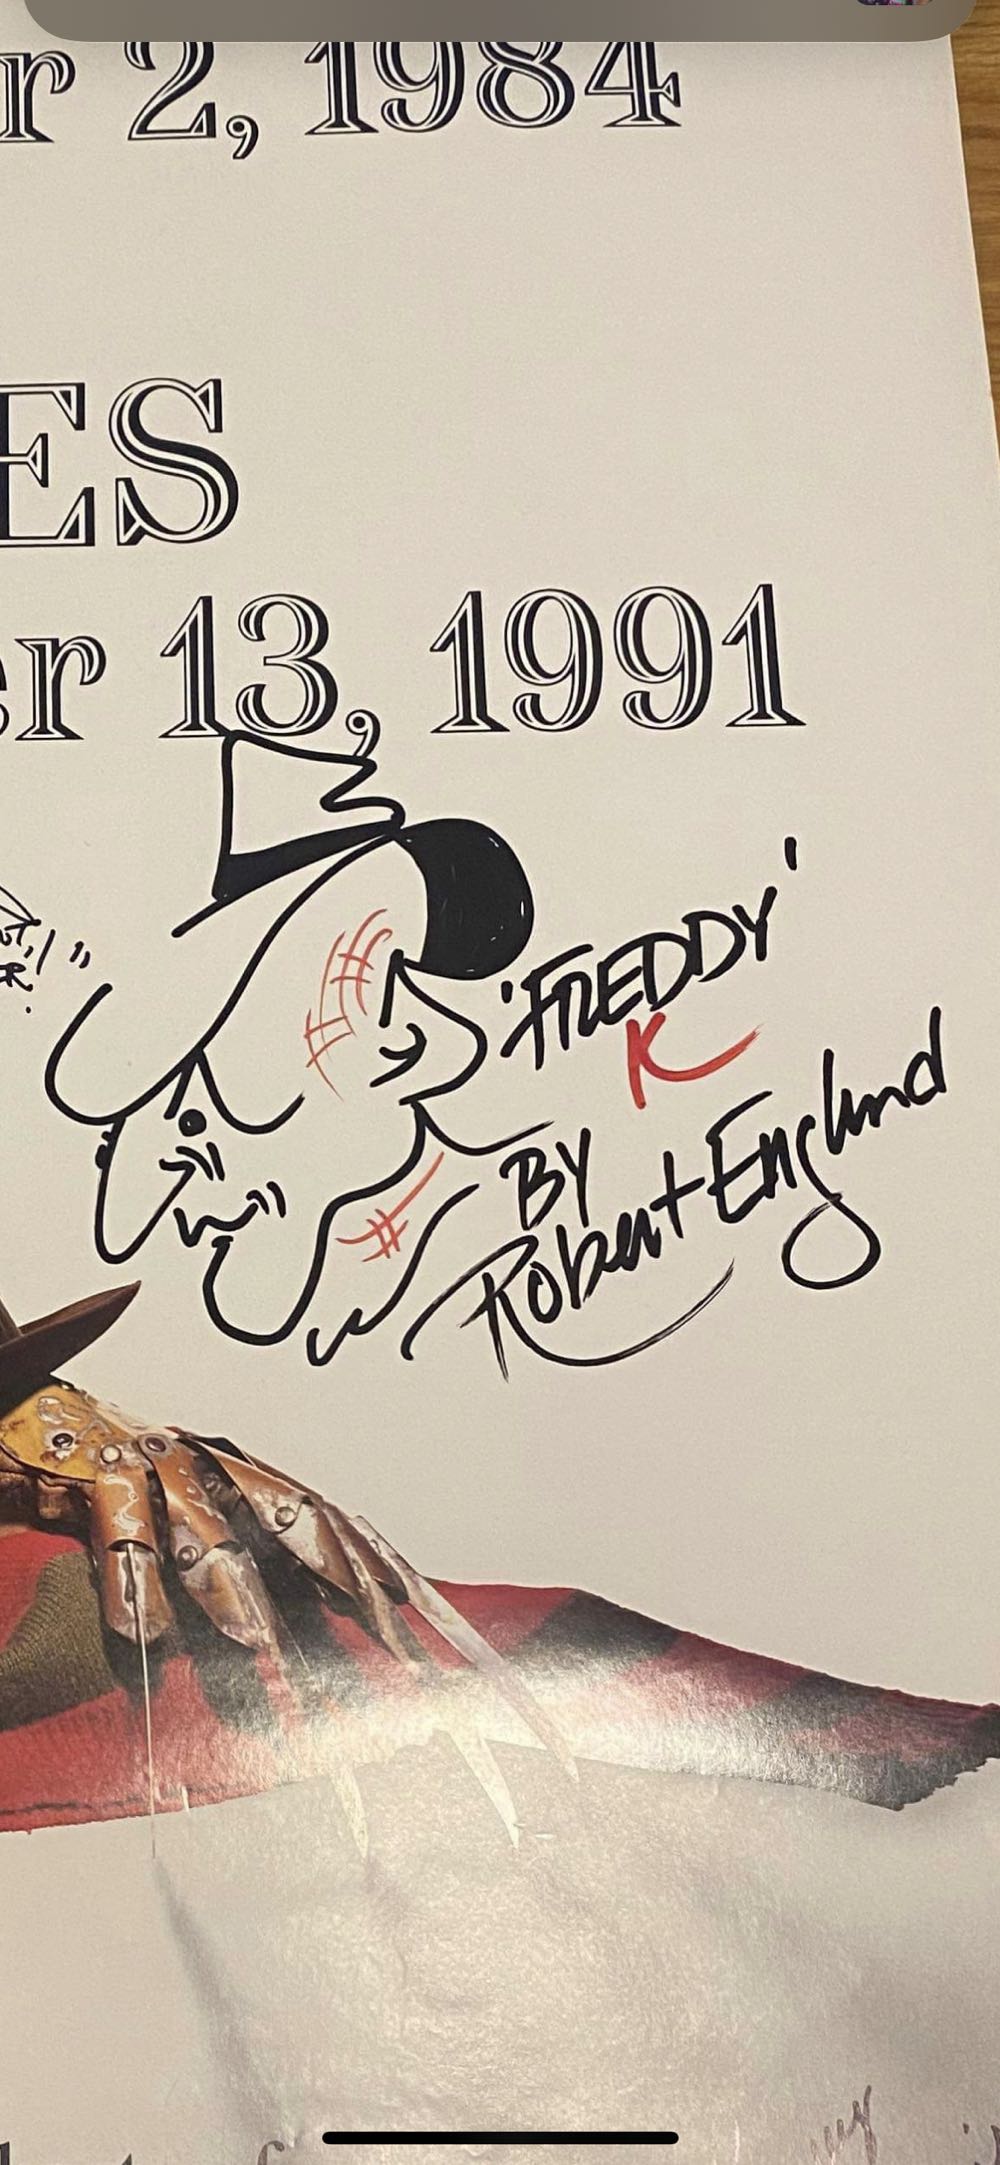 r 2, 1984
ES
er 13, 1991
'FREDDY'
K
BY
Robert Englund